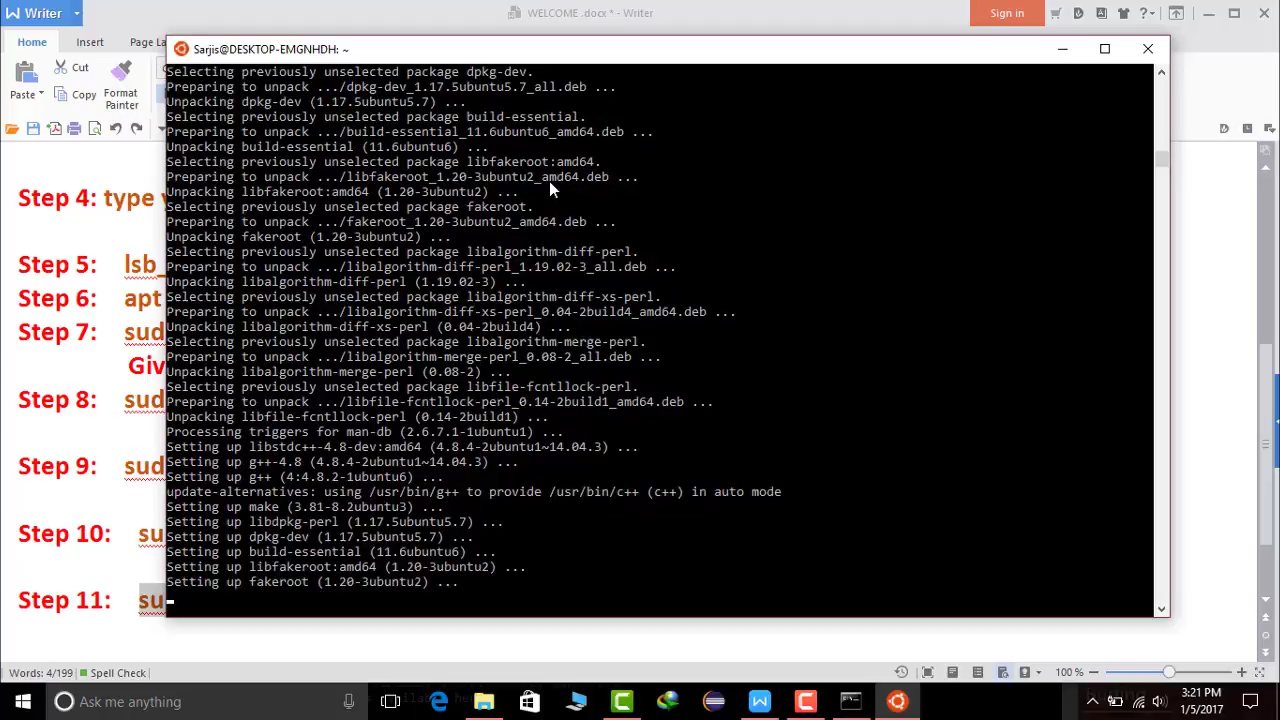 Writer
WELCOME .docx * - Writer
Sign in
Home
Insert
Page La
Cut
Paste
Copy
Format
Painter
Sarjis@DESKTOP-EMGNHDH: ~
Selecting previously unselected package dpkg-dev.
Preparing to unpack .../dpkg-dev_1.17.5ubuntu5.7_all.deb ...
Unpacking dpkg-dev (1.17.5ubuntu5.7) ...
Selecting previously unselected package build-essential.
Preparing to unpack .../build-essential_11.6ubuntu6_amd64.deb ...
Unpacking build-essential (11.6ubuntu6) ...
Selecting previously unselected package libfakeroot:amd64.
Preparing to unpack .../libfakeroot_1.20-3ubuntu2_amd64.deb ...
Unpacking libfakeroot:amd64 (1.20-3ubuntu2) ...
Selecting previously unselected package fakeroot.
Preparing to unpack .../fakeroot_1.20-3ubuntu2_amd64.deb ...
Unpacking fakeroot (1.20-3ubuntu2) ...
Selecting previously unselected package libalgorithm-diff-perl.
Preparing to unpack .../libalgorithm-diff-perl_1.19.02-3_all.deb ...
Unpacking libalgorithm-diff-perl (1.19.02-3) ...
Selecting previously unselected package libalgorithm-diff-xs-perl.
Preparing to unpack .../libalgorithm-diff-xs-perl_0.04-2build4_amd64.deb ...
Unpacking libalgorithm-diff-xs-perl (0.04-2build4) ...
Selecting previously unselected package libalgorithm-merge-perl.
Preparing to unpack .../libalgorithm-merge-perl_0.08-2_all.deb ...
Unpacking libalgorithm-merge-perl (0.08-2) ...
Selecting previously unselected package libfile-fcntllock-perl.
Preparing to unpack .../libfile-fcntllock-perl_0.14-2build1_amd64.deb ...
Unpacking libfile-fcntllock-perl (0.14-2build1) ...
Processing triggers for man-db (2.6.7.1-1ubuntu1) ...
Setting up libstdc++-4.8-dev:amd64 (4.8.4-2ubuntu1~14.04.3) ...
Setting up g++-4.8 (4.8.4-2ubuntu1~14.04.3) ...
Setting up g++ (4:4.8.2-1ubuntu6) ...
update-alternatives: using /usr/bin/g++ to provide /usr/bin/c++ (c++) in auto mode
Setting up make (3.81-8.2ubuntu3) ...
Setting up libdpkg-perl (1.17.5ubuntu5.7) ...
Setting up dpkg-dev (1.17.5ubuntu5.7) ...
Setting up build-essential (11.6ubuntu6) ...
Setting up libfakeroot:amd64 (1.20-3ubuntu2) ...
Setting up fakeroot (1.20-3ubuntu2) ...
Step 4: type
Step 5: lsb_
Step 6: apt
Step 7: sud
Giv
Step 8: sud
Step 9: sud
Step 10: su
Step 11: su
Words: 4/199
Spell Check
100 %
Ask me anything
3:21 PM
1/5/2017